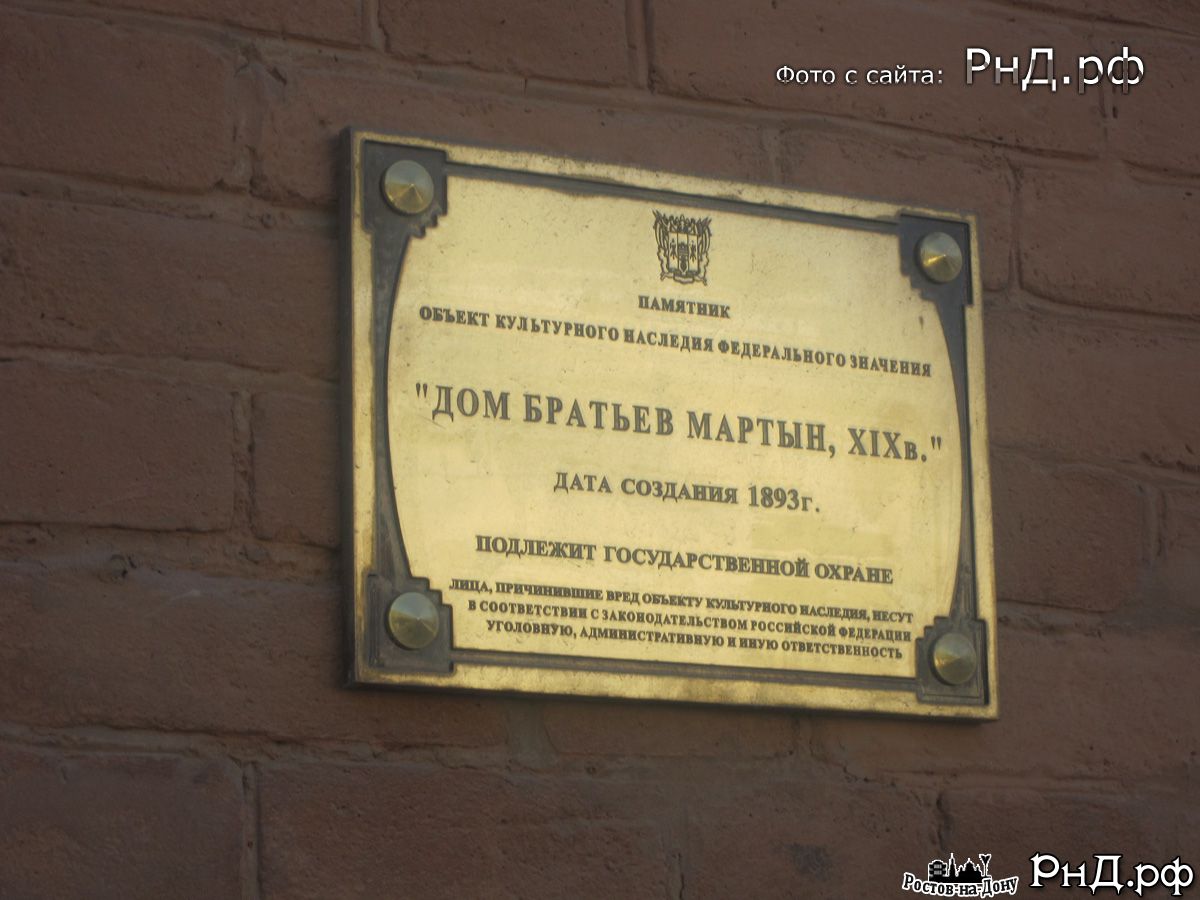 Фото с сайта: РнД.рф
ПАМЯТНИК
ОБЪЕКТ КУЛЬТУРНОГО НАСЛЕДИЯ ФЕДЕРАЛЬНОГО ЗНАЧЕНИЯ
"ДОМ БРАТЬЕВ МАРТЫН, XIXв."
ДАТА СОЗДАНИЯ 1893г.
ПОДЛЕЖИТ ГОСУДАРСТВЕННОЙ ОХРАНЕ
ЛИЦА, ПРИЧИНИВШИЕ ВРЕД ОБЪЕКТУ КУЛЬТУРНОГО НАСЛЕДИЯ, НЕСУТ
В СООТВЕТСТВИИ С ЗАКОНОДАТЕЛЬСТВОМ РОССИЙСКОЙ ФЕДЕРАЦИИ
УГОЛОВНУЮ, АДМИНИСТРАТИВНУЮ И ИНУЮ ОТВЕТСТВЕННОСТЬ
Ростов-на-Дону РнД.рф